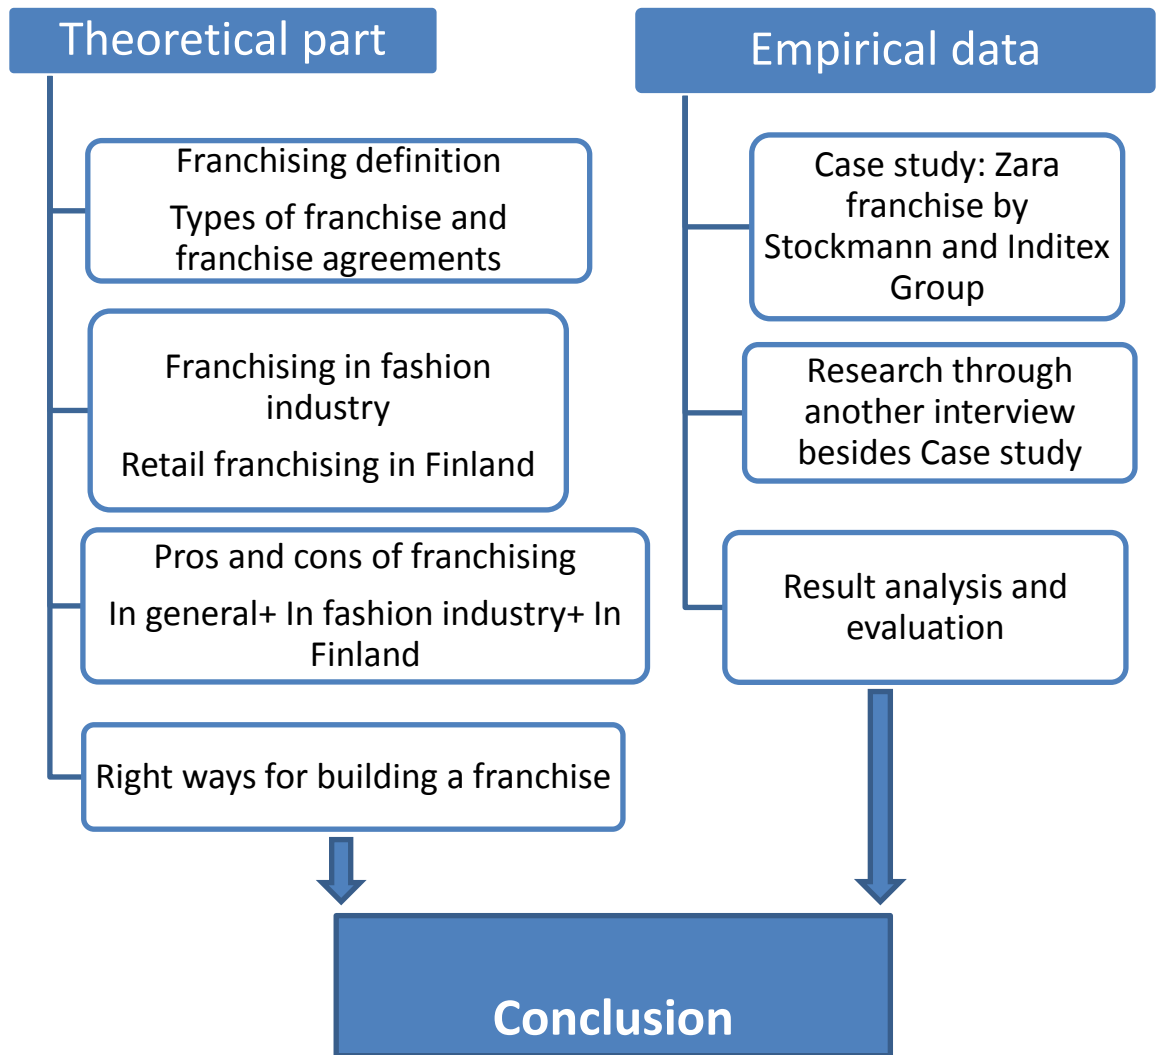 Theoretical part
Franchising definition
Types of franchise and
franchise agreements
Franchising in fashion
industry
Retail franchising in Finland
Pros and cons of franchising
In general+ In fashion industry+ In
Finland
Right ways for building a franchise
Empirical data
Case study: Zara
franchise by
Stockmann and Inditex
Group
Research through
another interview
besides Case study
Result analysis and
evaluation
Conclusion